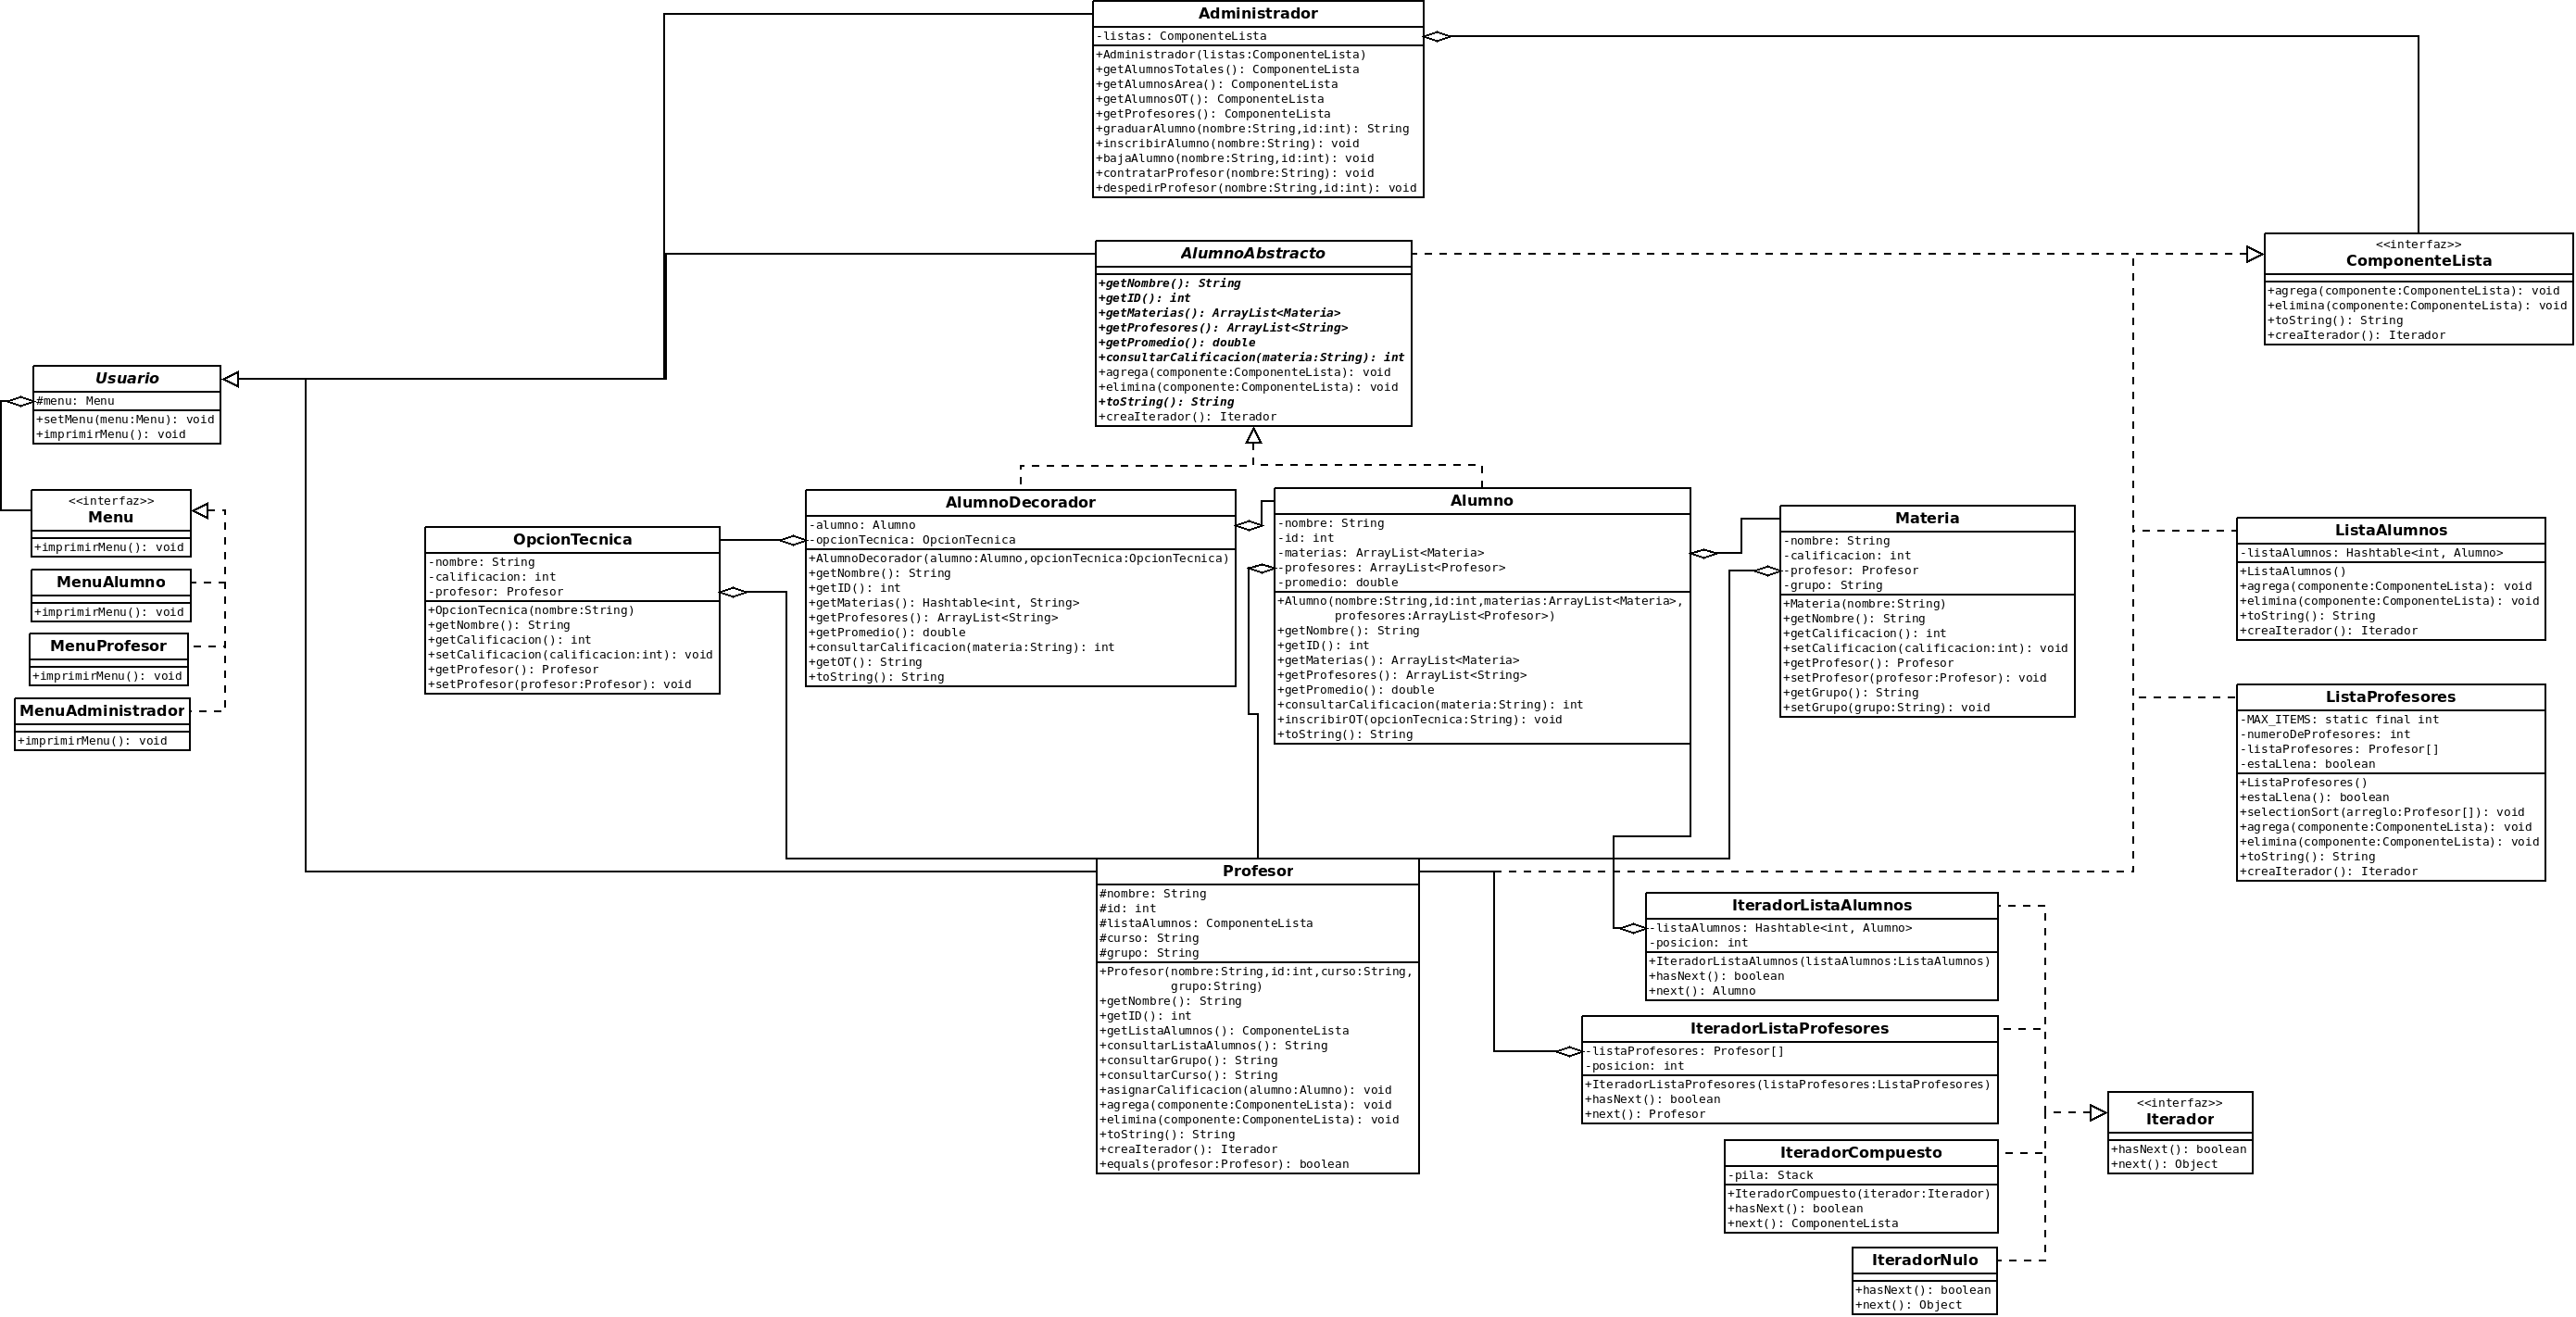 Administrador
-listas: ComponenteLista
+Administrador(listas:ComponenteLista)
+getAlumnosTotales(): ComponenteLista
+getAlumnosArea(): ComponenteLista
+getAlumnosOT(): ComponenteLista
+getProfesores(): ComponenteLista
+graduarAlumno(nombre:String,id:int): String
+inscribirAlumno(nombre:String): void
+bajaAlumno(nombre:String,id:int): void
+contratarProfesor(nombre:String): void
+despedirProfesor(nombre:String,id:int): void
AlumnoAbstracto
+getNombre(): String
+getID(): int
+getMaterias(): ArrayList<Materia>
+getProfesores(): ArrayList<String>
+getPromedio(): double
+consultarCalificacion(materia:String): int
+agrega(componente:ComponenteLista): void
+elimina(componente:ComponenteLista): void
+toString(): String
+creaIterador(): Iterador
<<interfaz>>
ComponenteLista
+agrega(componente:ComponenteLista): void
+elimina(componente:ComponenteLista): void
+toString(): String
+creaIterador(): Iterador
Usuario
#menu: Menu
+setMenu(menu:Menu): void
+imprimirMenu(): void
<<interfaz>>
Menu
+imprimirMenu(): void
MenuAlumno
+imprimirMenu(): void
MenuProfesor
+imprimirMenu(): void
MenuAdministrador
+imprimirMenu(): void
OpcionTecnica
-nombre: String
-calificacion: int
-profesor: Profesor
+OpcionTecnica(nombre:String)
+getNombre(): String
+getCalificacion(): int
+setCalificacion(calificacion:int): void
+getProfesor(): Profesor
+setProfesor(profesor:Profesor): void
AlumnoDecorador
-alumno: Alumno
-opcionTecnica: OpcionTecnica
+AlumnoDecorador(alumno:Alumno,opcionTecnica:OpcionTecnica)
+getNombre(): String
+getID(): int
+getMaterias(): Hashtable<int, String>
+getProfesores(): ArrayList<String>
+getPromedio(): double
+consultarCalificacion(materia:String): int
+getOT(): String
+toString(): String
Alumno
-nombre: String
-id: int
-materias: ArrayList<Materia>
-profesores: ArrayList<Profesor>
-promedio: double
+Alumno(nombre:String,id:int,materias:ArrayList<Materia>,
profesores:ArrayList<Profesor>)
+getNombre(): String
+getID(): int
+getMaterias(): ArrayList<Materia>
+getProfesores(): ArrayList<String>
+getPromedio(): double
+consultarCalificacion(materia:String): int
+inscribirOT(opcionTecnica:String): void
+toString(): String
Materia
-nombre: String
-calificacion: int
-profesor: Profesor
-grupo: String
+Materia(nombre:String)
+getNombre(): String
+getCalificacion(): int
+setCalificacion(calificacion:int): void
+getProfesor(): Profesor
+setProfesor(profesor:Profesor): void
+getGrupo(): String
+setGrupo(grupo:String): void
ListaAlumnos
-listaAlumnos: Hashtable<int, Alumno>
+ListaAlumnos()
+agrega(componente:ComponenteLista): void
+elimina(componente:ComponenteLista): void
+toString(): String
+creaIterador(): Iterador
ListaProfesores
-MAX_ITEMS: static final int
-numeroDeProfesores: int
-listaProfesores: Profesor[]
-estaLlena: boolean
+ListaProfesores()
+estaLlena(): boolean
+selectionSort(arreglo:Profesor[]): void
+agrega(componente:ComponenteLista): void
+elimina(componente:ComponenteLista): void
+toString(): String
+creaIterador(): Iterador
Profesor
#nombre: String
#id: int
#listaAlumnos: ComponenteLista
#curso: String
#grupo: String
+Profesor(nombre:String,id:int,curso:String,
grupo:String)
+getNombre(): String
+getID(): int
+getListaAlumnos(): ComponenteLista
+consultarListaAlumnos(): String
+consultarGrupo(): String
+consultarCurso(): String
+asignarCalificacion(alumno:Alumno): void
+agrega(componente:ComponenteLista): void
+elimina(componente:ComponenteLista): void
+toString(): String
+creaIterador(): Iterador
+equals(profesor:Profesor): boolean
IteradorListaAlumnos
-listaAlumnos: Hashtable<int, Alumno>
-posicion: int
+IteradorListaAlumnos(listaAlumnos:ListaAlumnos)
+hasNext(): boolean
+next(): Alumno
IteradorListaProfesores
-listaProfesores: Profesor[]
-posicion: int
+IteradorListaProfesores(listaProfesores:ListaProfesores)
+hasNext(): boolean
+next(): Profesor
IteradorCompuesto
-pila: Stack
+IteradorCompuesto(iterador:Iterador)
+hasNext(): boolean
+next(): ComponenteLista
IteradorNulo
+hasNext(): boolean
+next(): Object
<<interfaz>>
Iterador
+hasNext(): boolean
+next(): Object